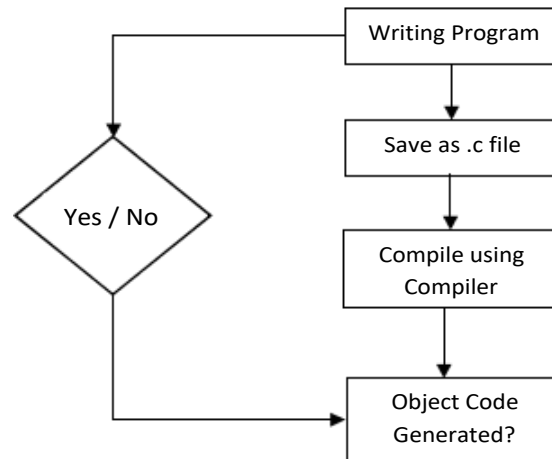 Writing Program
Save as .c file
Yes / No
Compile using
Compiler
Object Code
Generated?